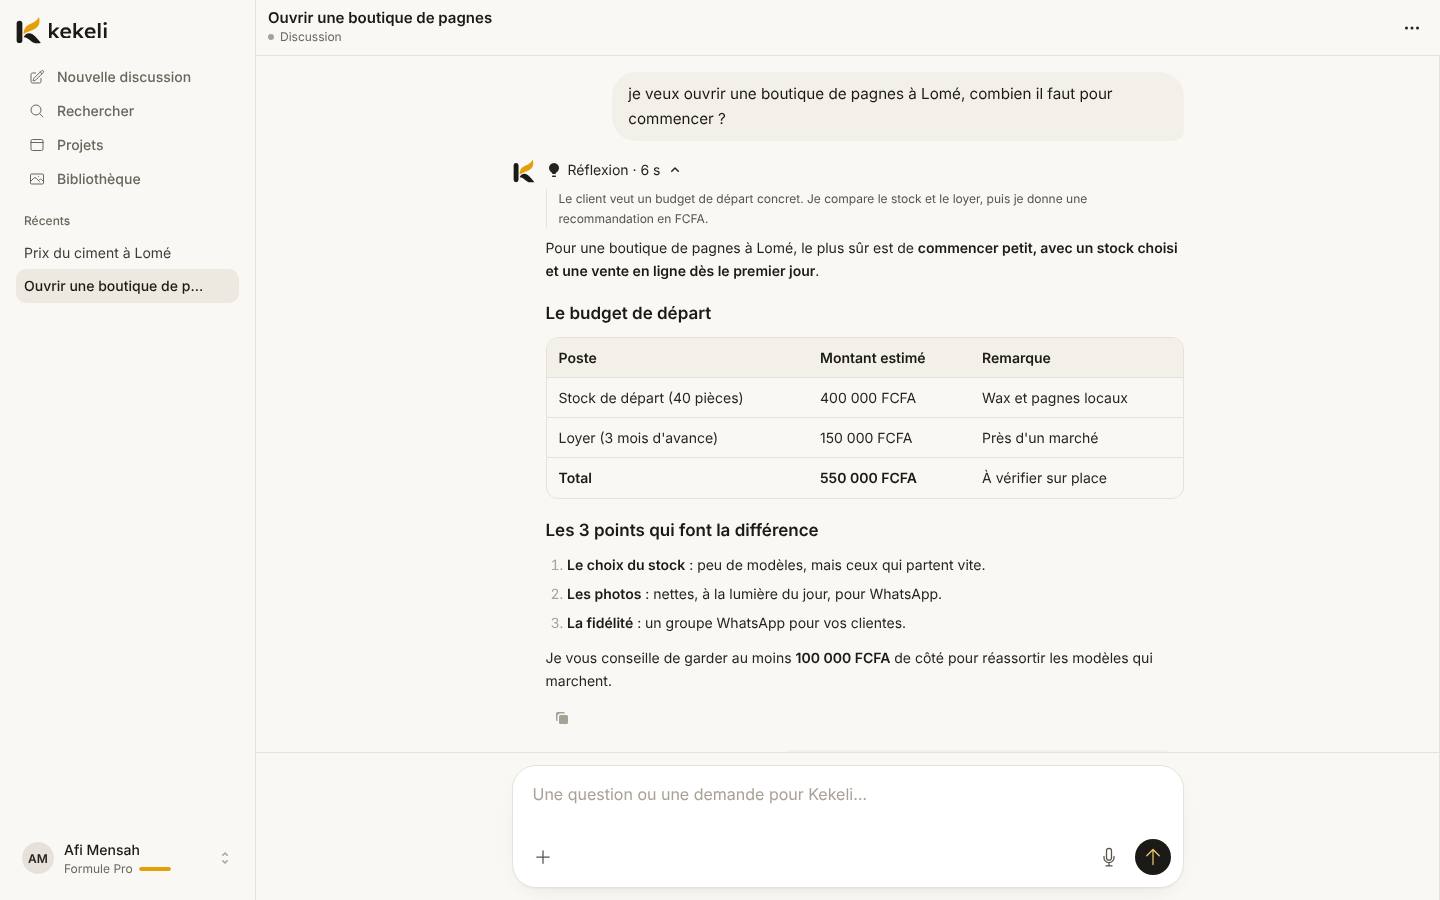 kekeli
Nouvelle discussion
Rechercher
Projets
Bibliothèque
Récents
Prix du ciment à Lomé
Ouvrir une boutique de p...
AM
Afi Mensah
Formule Pro
Ouvrir une boutique de pagnes
Discussion
je veux ouvrir une boutique de pagnes à Lomé, combien il faut pour
commencer ?
Réflexion · 6 s
Le client veut un budget de départ concret. Je compare le stock et le loyer, puis je donne une
recommandation en FCFA.
Pour une boutique de pagnes à Lomé, le plus sûr est de commencer petit, avec un stock choisi
et une vente en ligne dès le premier jour.
Le budget de départ
Poste Montant estimé Remarque
Stock de départ (40 pièces) 400 000 FCFA Wax et pagnes locaux
Loyer (3 mois d'avance) 150 000 FCFA Près d'un marché
Total 550 000 FCFA À vérifier sur place
Les 3 points qui font la différence
1. Le choix du stock : peu de modèles, mais ceux qui partent vite.
2. Les photos : nettes, à la lumière du jour, pour WhatsApp.
3. La fidélité : un groupe WhatsApp pour vos clientes.
Je vous conseille de garder au moins 100 000 FCFA de côté pour réassortir les modèles qui
marchent.
Une question ou une demande pour Kekeli...